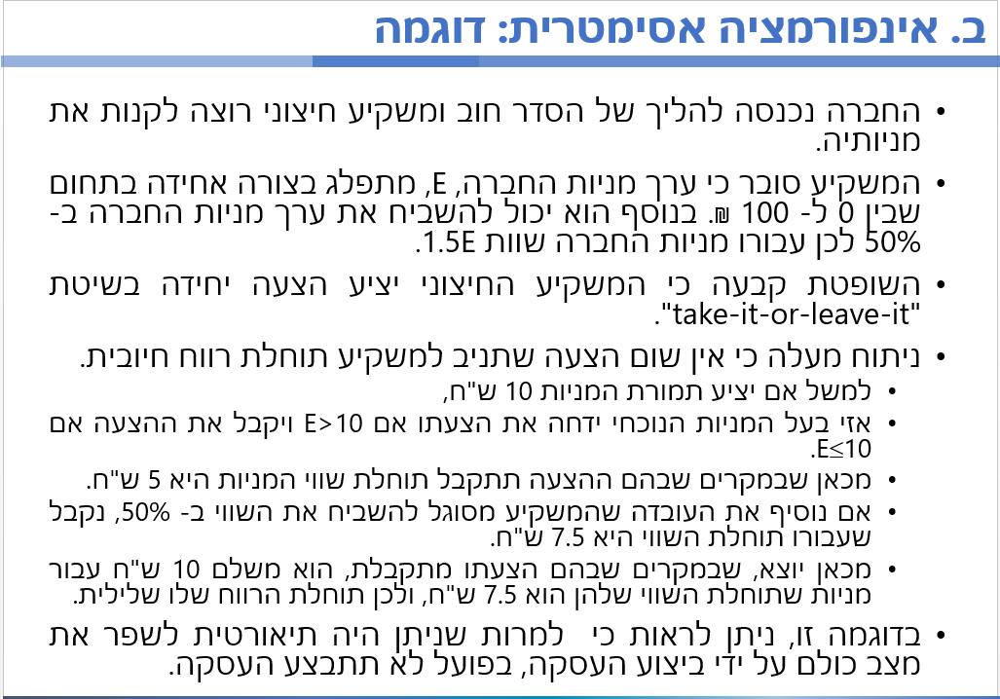 ב. אינפורמציה אסימטרית: דוגמה
• החברה נכנסה להליך של הסדר חוב ומשקיע חיצוני רוצה לקנות את
מניותיה.
• המשקיע סובר כי ערך מניות החברה, E, מתפלג בצורה אחידה בתחום
שבין 0 ל- 100 ₪. בנוסף הוא יכול להשביח את ערך מניות החברה ב-
50% לכן עבורו מניות החברה שוות 1.5E.
• השופטת קבעה כי המשקיע החיצוני יציע הצעה יחידה בשיטת
"take-it-or-leave-it".
• ניתוח מעלה כי אין שום הצעה שתניב למשקיע תוחלת רווח חיובית.
• למשל אם יציע תמורת המניות 10 ש"ח,
• אזי בעל המניות הנוכחי ידחה את הצעתו אם E>10 ויקבל את ההצעה אם
E≤10.
• מכאן שבמקרים שבהם ההצעה תתקבל תוחלת שווי המניות היא 5 ש"ח.
• אם נוסיף את העובדה שהמשקיע מסוגל להשביח את השווי ב- 50%, נקבל
שעבורו תוחלת השווי היא 7.5 ש"ח.
• מכאן יוצא, שבמקרים שבהם הצעתו מתקבלת, הוא משלם 10 ש"ח עבור
מניות שתוחלת השווי שלהן הוא 7.5 ש"ח, ולכן תוחלת הרווח שלו שלילית.
• בדוגמה זו, ניתן לראות כי למרות שניתן היה תיאורטית לשפר את
מצב כולם על ידי ביצוע העסקה, בפועל לא תתבצע העסקה.